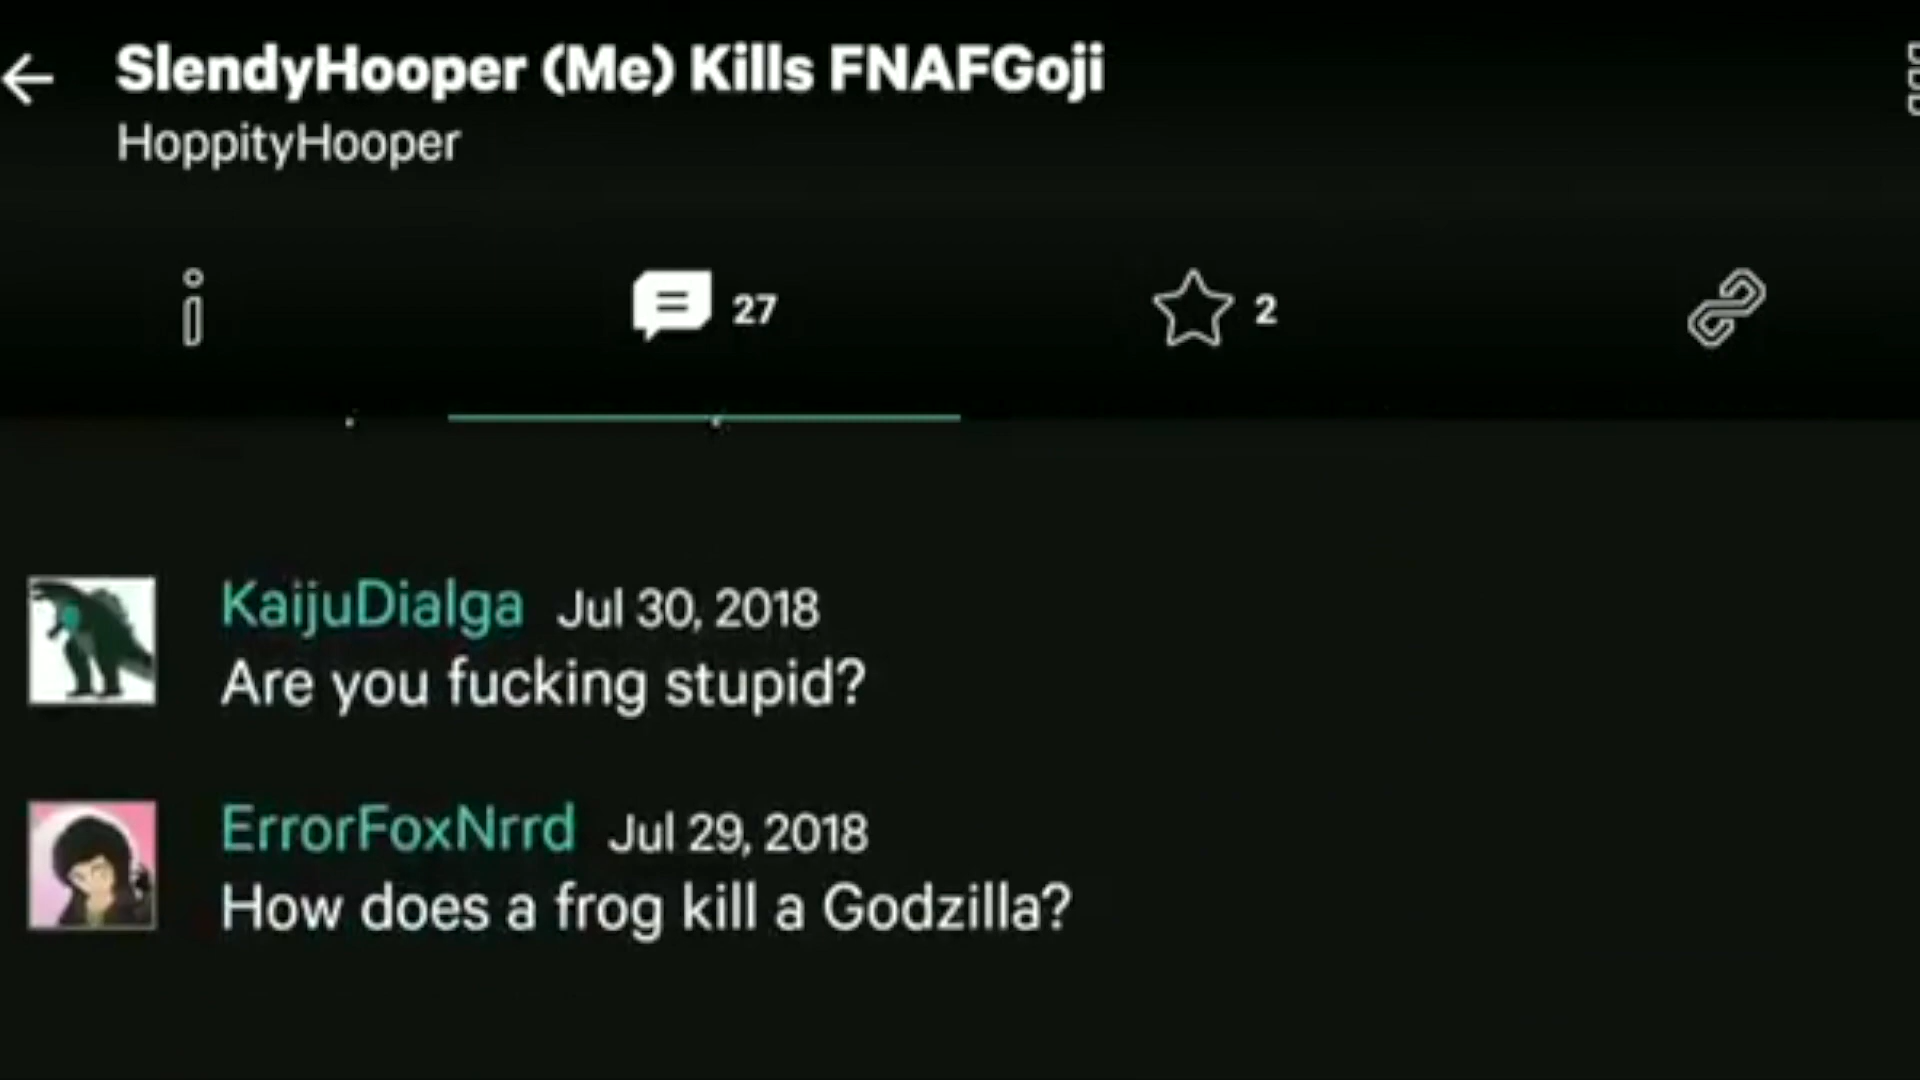 SlendyHooper (Me) Kills FNAFGoji
HoppityHooper
27
2
KaijuDialga Jul 30, 2018
Are you fucking stupid?
ErrorFoxNrrd Jul 29, 2018
How does a frog kill a Godzilla?